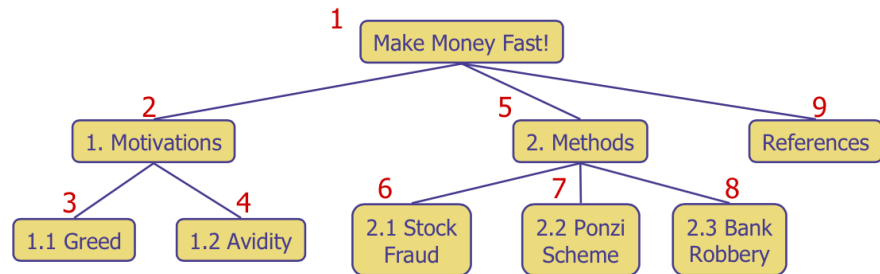 1
Make Money Fast!
2
5
9
1. Motivations
2. Methods
References
3
4
6
7
8
1.1 Greed
1.2 Avidity
2.1 Stock
Fraud
2.2 Ponzi
Scheme
2.3 Bank
Robbery